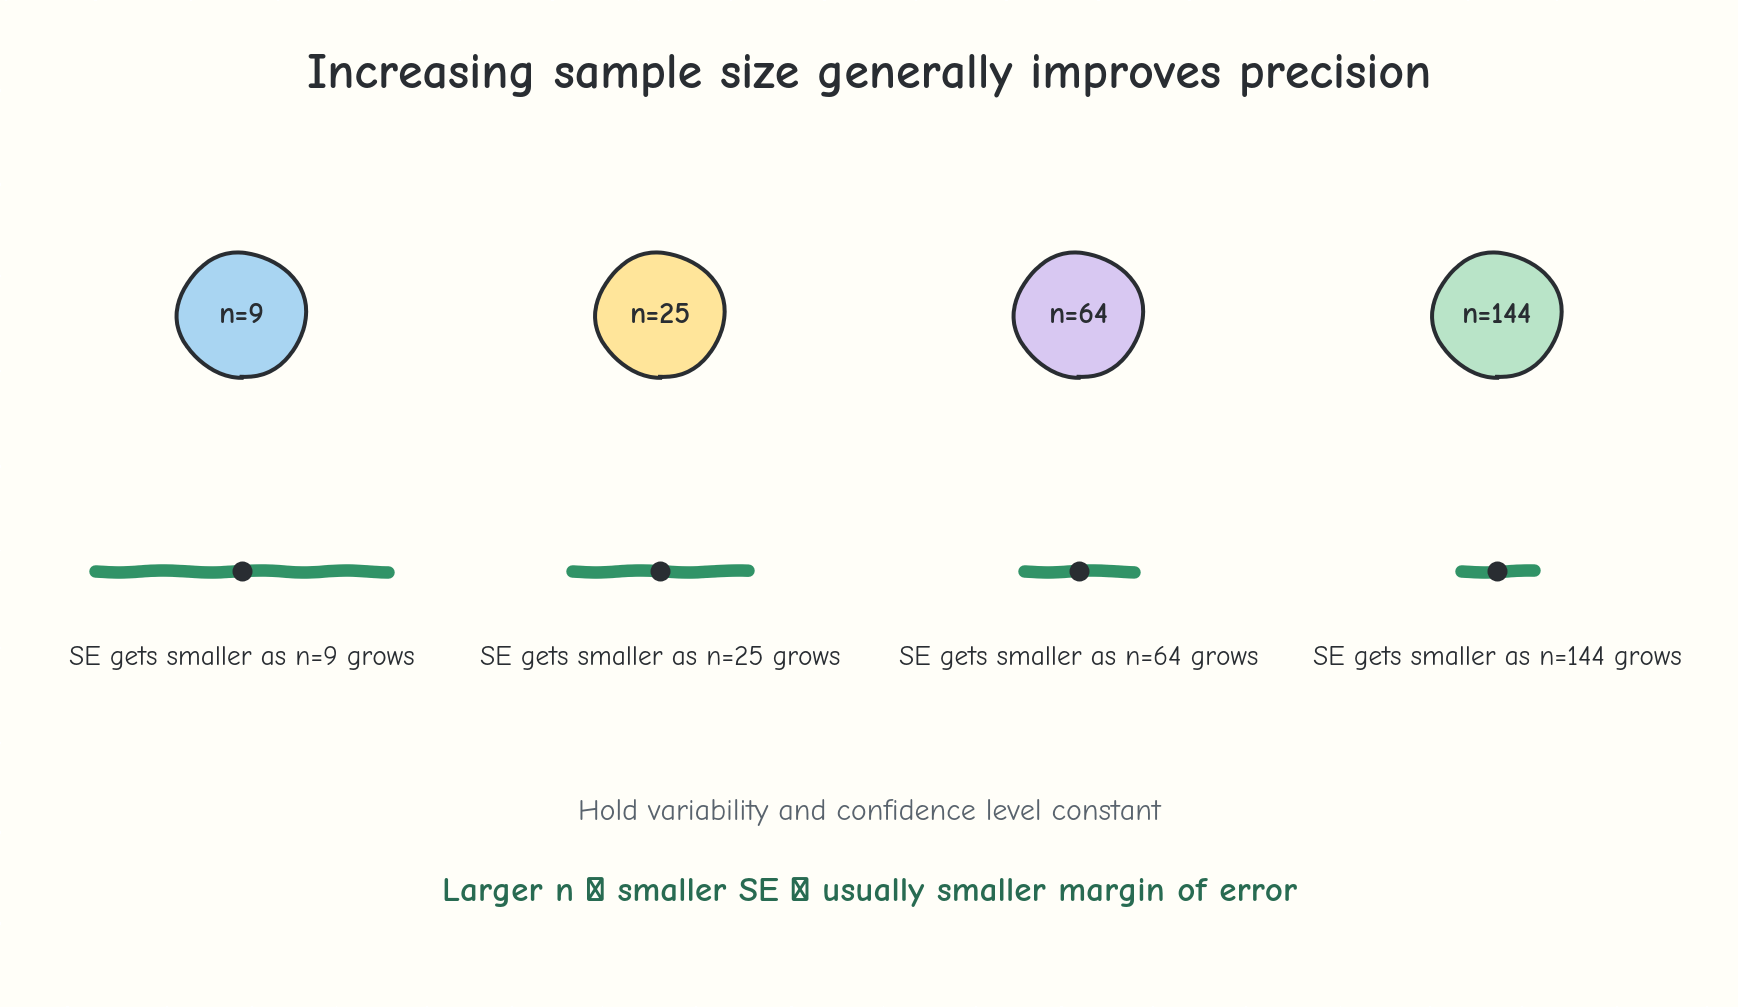 Increasing sample size generally improves precision
n=9
n=25
n=64
n=144
SE gets smaller as n=9 grows
SE gets smaller as n=25 grows
SE gets smaller as n=64 grows
SE gets smaller as n=144 grows
Hold variability and confidence level constant
Larger n � smaller SE � usually smaller margin of error